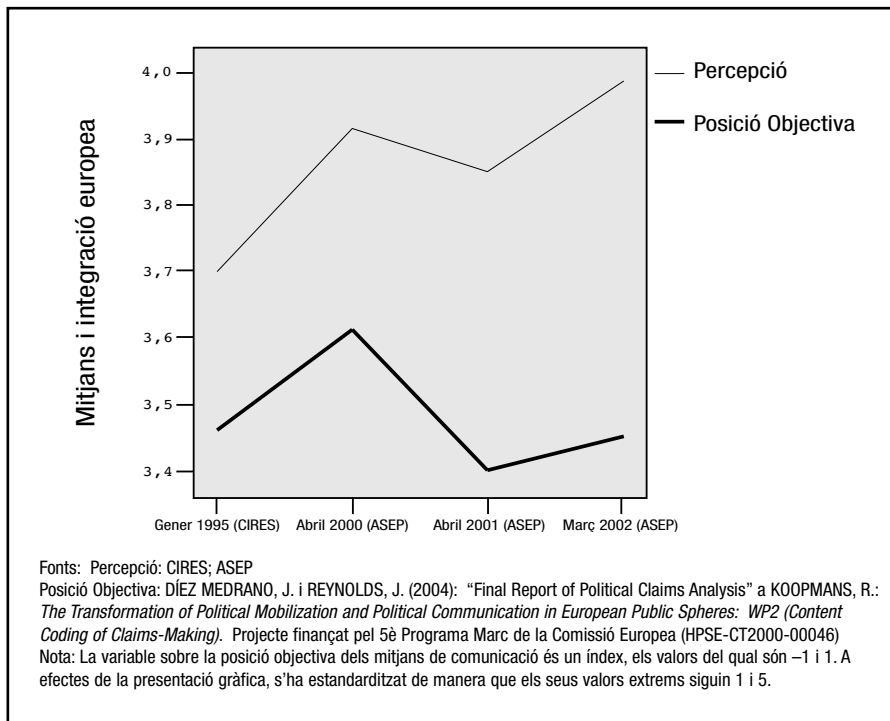 Mitjans i integració europea
4,0
3,9
3,8
3,7
3,6
3,5
3,4
Percepció
Posició Objectiva
Gener 1995 (CIRES) Abril 2000 (ASEP) Abril 2001 (ASEP) Març 2002 (ASEP)
Fonts: Percepció: CIRES; ASEP
Posició Objectiva: DÍEZ MEDRANO, J. i REYNOLDS, J. (2004): “Final Report of Political Claims Analysis” a KOOPMANS, R.:
The Transformation of Political Mobilization and Political Communication in European Public Spheres: WP2 (Content
Coding of Claims-Making). Projecte finançat pel 5è Programa Marc de la Comissió Europea (HPSE-CT2000-00046)
Nota: La variable sobre la posició objectiva dels mitjans de comunicació és un índex, els valors del qual són –1 i 1. A
efectes de la presentació gràfica, s’ha estandarditzat de manera que els seus valors extrems siguin 1 i 5.